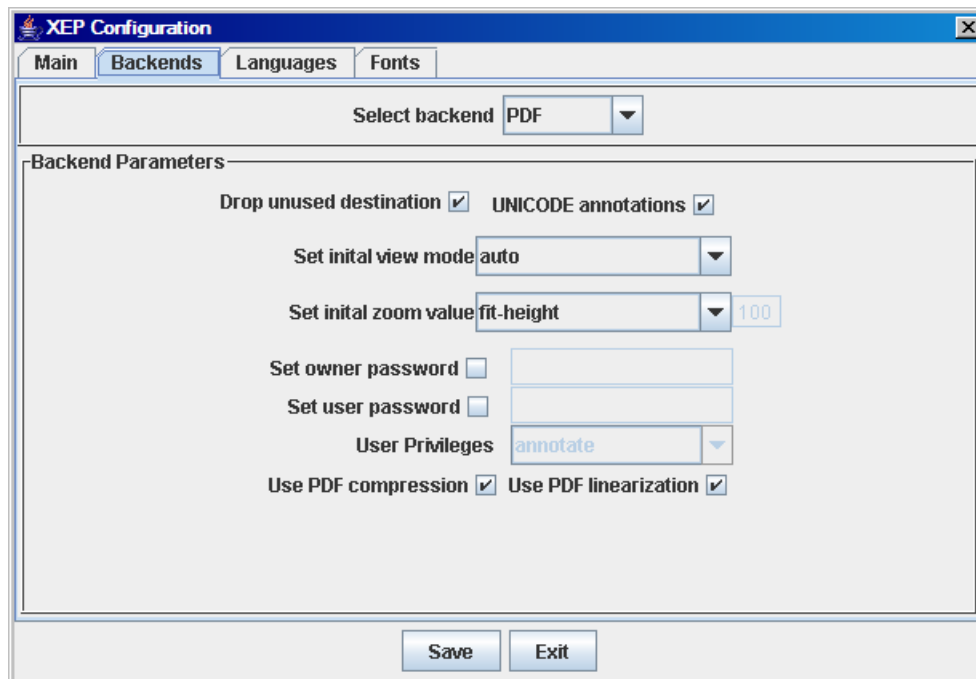 XEP Configuration
Main Backends Languages Fonts
Select backend PDF
Backend Parameters
Drop unused destination UNICODE annotations
Set inital view mode auto
Set inital zoom value fit-height 100
Set owner password
Set user password
User Privileges annotate
Use PDF compression Use PDF linearization
Save Exit